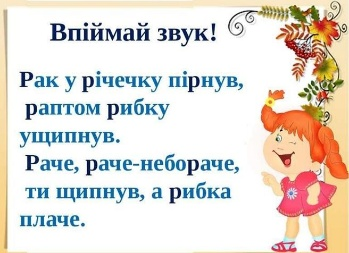 Впіймай звук!
Рак у річечку пірнув,
раптом рибку
ущипнув.
Раче, раче-небораче,
ти щипнув, а рибка
плаче.